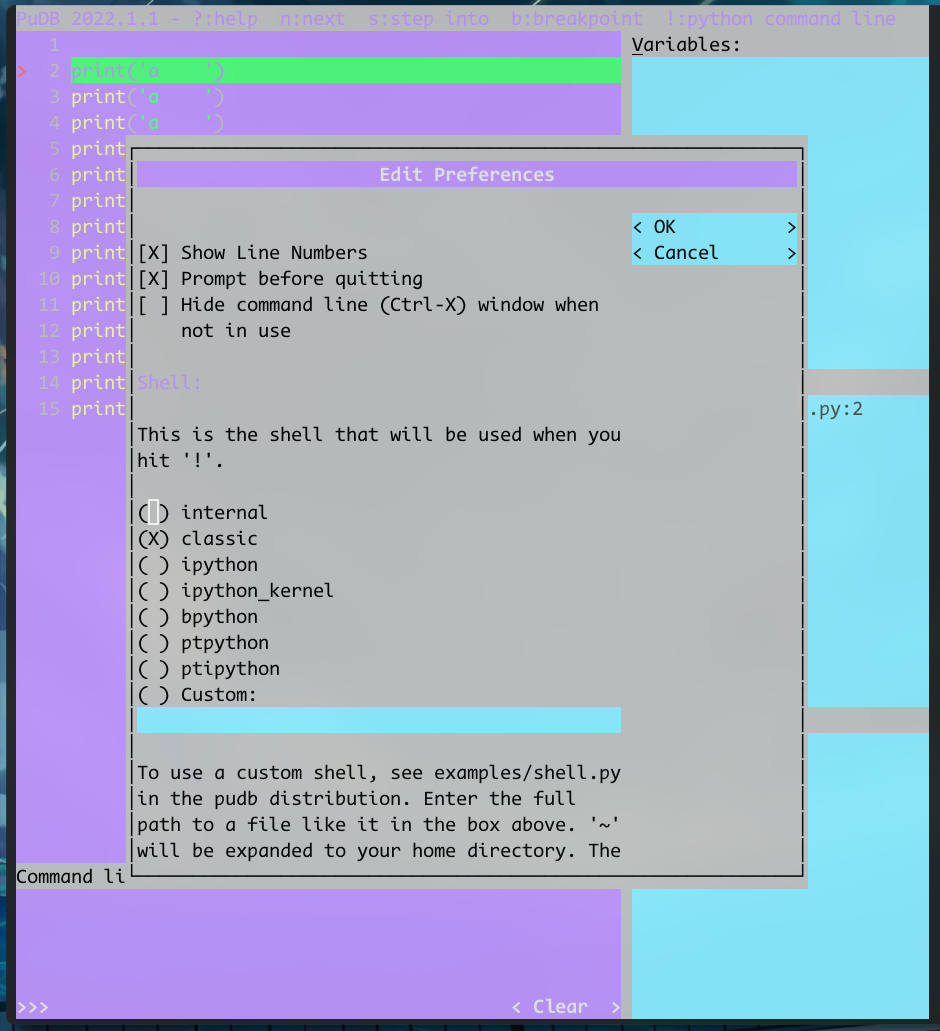 PuDB 2022.1.1 - ?:help  n:next  s:step into  b:breakpoint  !:python command line
1
Variables:
> 2 print('a    ')
3 print('a    ')
4 print('a    ')
5 print
6 print
Edit Preferences
7 print
8 print
< OK >
9 print
[X] Show Line Numbers
< Cancel >
10 print
[X] Prompt before quitting
11 print
[ ] Hide command line (Ctrl-X) window when
12 print
not in use
13 print
14 print
Shell:
15 print
.py:2
This is the shell that will be used when you
hit '!'.
( ) internal
(X) classic
( ) ipython
( ) ipython_kernel
( ) bpython
( ) ptpython
( ) ptipython
( ) Custom:
To use a custom shell, see examples/shell.py
in the pudb distribution. Enter the full
path to a file like it in the box above. '~'
will be expanded to your home directory. The
Command li
>>>
< Clear >